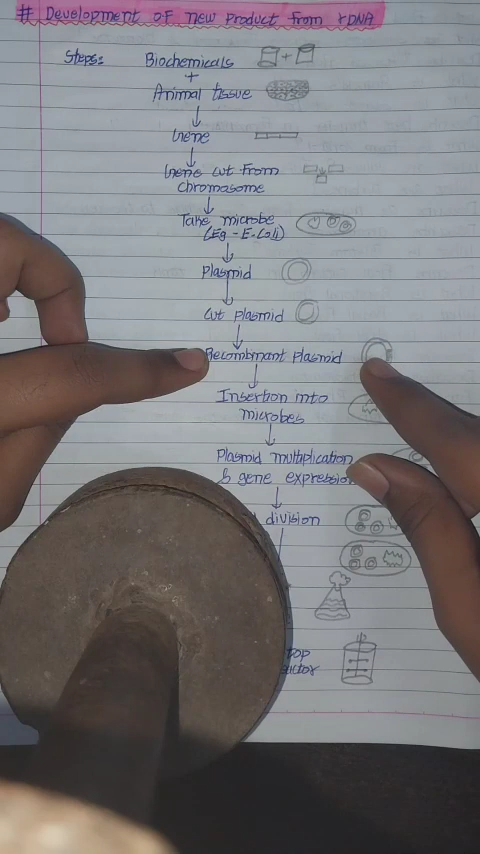 # Development of new Product from rDNA
Steps: Biochemicals
+
Animal tissue
Gene
Gene cut from
chromasome
Take microbe
(Eg - E. Coli)
Plasmid
Cut plasmid
Recombinant Plasmid
Insertion into
microbes
Plasmid multiplication
& gene expression
division